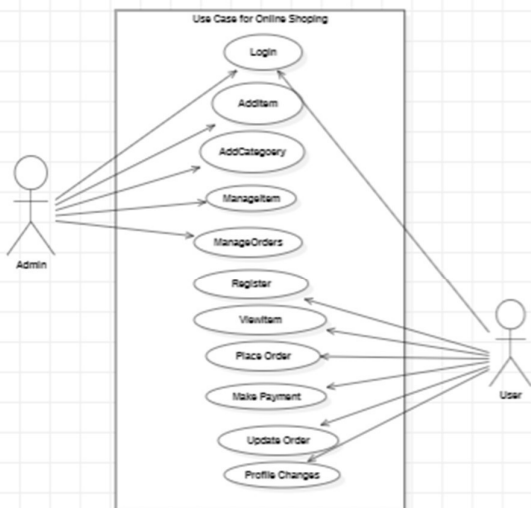 Use Case for Online Shoping
Login
AddItem
AddCategoery
ManageItem
ManageOrders
Admin
Register
ViewItem
Place Order
Make Payment
User
Update Order
Profile Changes